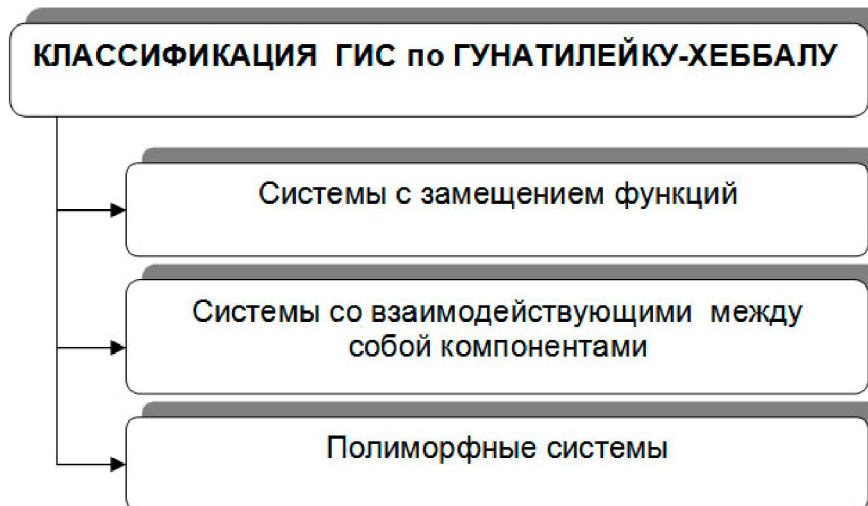 КЛАССИФИКАЦИЯ ГИС по ГУНАТИЛЕЙКУ-ХЕББАЛУ
Системы с замещением функций
Системы со взаимодействующими между
собой компонентами
Полиморфные системы